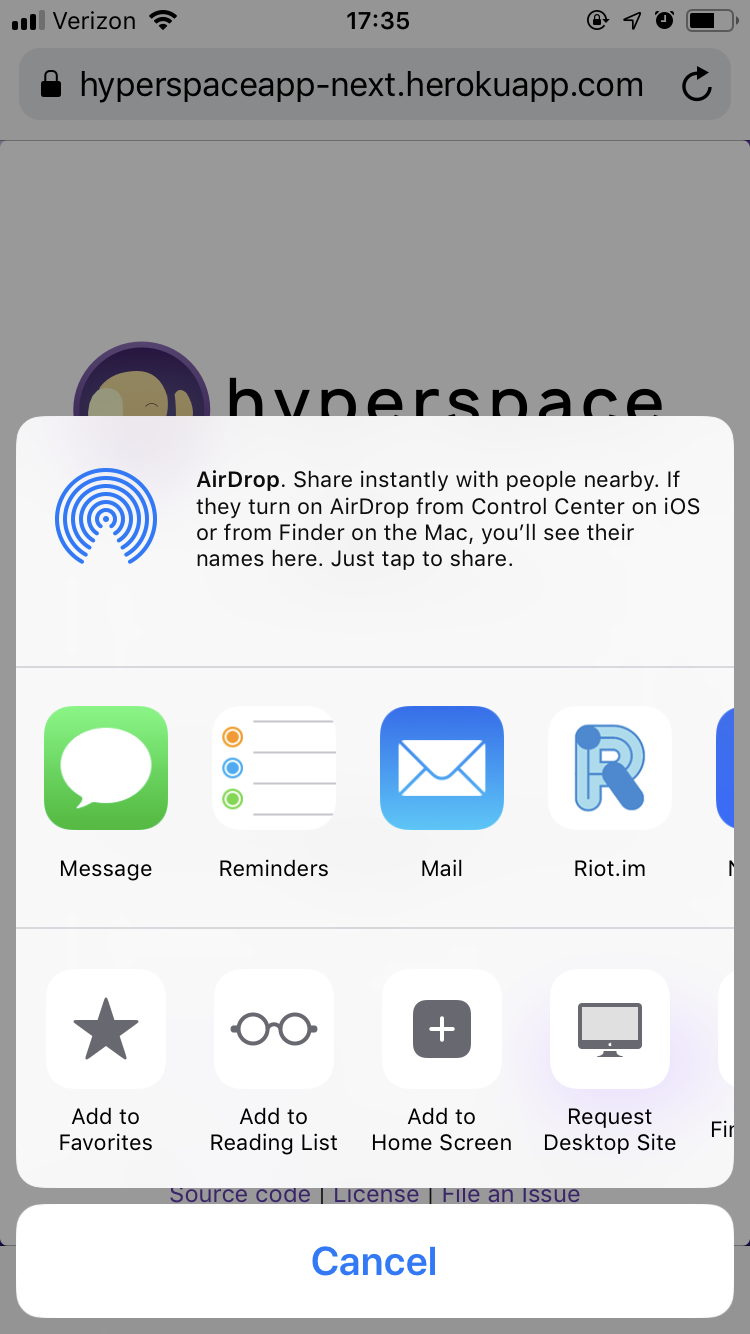 Verizon 17:35
hyperspaceapp-next.herokuapp.com
hyperspace
AirDrop. Share instantly with people nearby. If
they turn on AirDrop from Control Center on iOS
or from Finder on the Mac, you’ll see their
names here. Just tap to share.
Message Reminders Mail Riot.im
Add to
Favorites
Add to
Reading List
Add to
Home Screen
Request
Desktop Site
Source code | License | File an Issue
Cancel